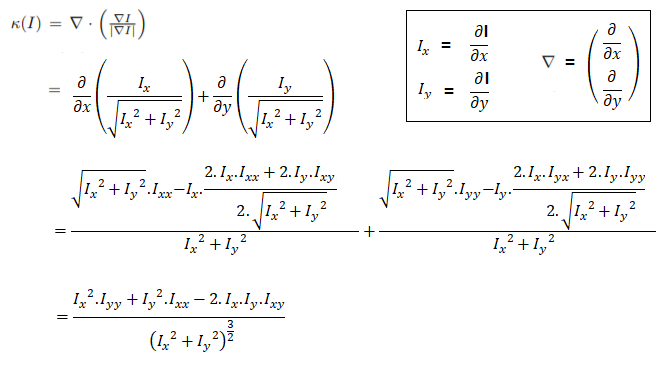 κ(I) = ∇ · (∇I / |∇I|)
I_x = ∂I/∂x
∇ = (∂/∂x ∂/∂y)
I_y = ∂I/∂y
= ∂/∂x (I_x / √(I_x² + I_y²)) + ∂/∂y (I_y / √(I_x² + I_y²))
= (√(I_x² + I_y²).I_xx − I_x. (2.I_x.I_xx + 2.I_y.I_xy) / (2.√(I_x² + I_y²))) / (I_x² + I_y²) + (√(I_x² + I_y²).I_yy − I_y. (2.I_x.I_yx + 2.I_y.I_yy) / (2.√(I_x² + I_y²))) / (I_x² + I_y²)
= (I_x².I_yy + I_y².I_xx − 2.I_x.I_y.I_xy) / (I_x² + I_y²)^(3/2)